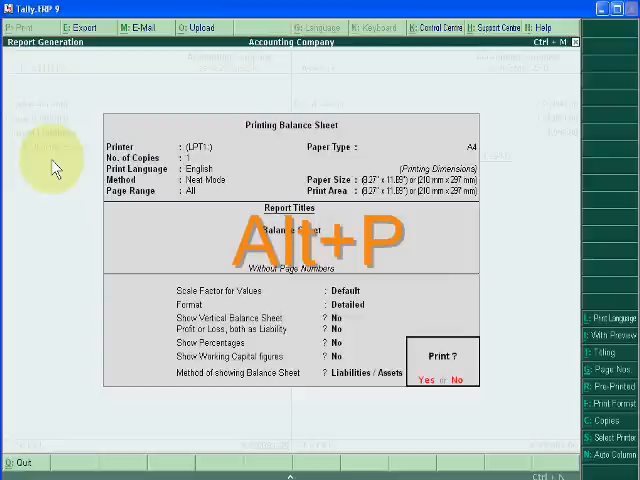 Tally.ERP 9
P: Print E: Export M: E-Mail O: Upload G: Language K: Keyboard K: Control Centre H: Support Centre H: Help
Report Generation Accounting Company Ctrl + M
Printing Balance Sheet
Printer : (LPT1:) Paper Type : A4
No. of Copies : 1
Print Language : English (Printing Dimensions)
Method : Neat Mode Paper Size : (8.27" x 11.69") or (210 mm x 297 mm)
Page Range : All Print Area : (8.27" x 11.69") or (210 mm x 297 mm)
Report Titles
Balance Sheet
Alt+P
Without Page Numbers
Scale Factor for Values : Default
Format : Detailed
Show Vertical Balance Sheet ? No
Profit or Loss, both as Liability ? No
Show Percentages ? No
Show Working Capital figures ? No
Method of showing Balance Sheet ? Liabilities / Assets
Print ?
Yes or No
L: Print Language
I: With Preview
T: Titling
G: Page Nos.
R: Pre-Printed
F: Print Format
C: Copies
S: Select Printer
N: Auto Column
Q: Quit
Ctrl + N